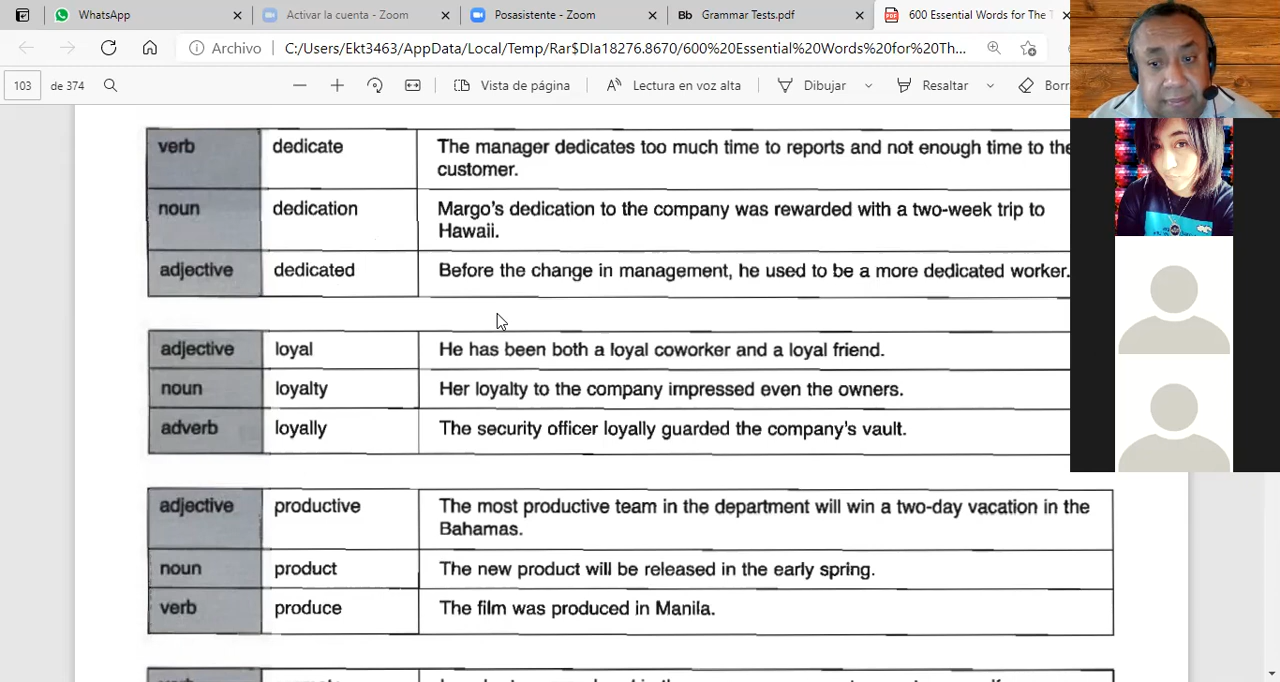 WhatsApp
Activar la cuenta - Zoom
Posasistente - Zoom
Bb Grammar Tests.pdf
PDF 600 Essential Words for The T
Archivo
C:/Users/Ekt3463/AppData/Local/Temp/Rar$DIa18276.8670/600%20Essential%20Words%20for%20Th...
103 de 374
Vista de página
Lectura en voz alta
Dibujar
Resaltar
Borr
verb dedicate The manager dedicates too much time to reports and not enough time to the
customer.
noun dedication Margo's dedication to the company was rewarded with a two-week trip to
Hawaii.
adjective dedicated Before the change in management, he used to be a more dedicated worker.
adjective loyal He has been both a loyal coworker and a loyal friend.
noun loyalty Her loyalty to the company impressed even the owners.
adverb loyally The security officer loyally guarded the company's vault.
adjective productive The most productive team in the department will win a two-day vacation in the
Bahamas.
noun product The new product will be released in the early spring.
verb produce The film was produced in Manila.